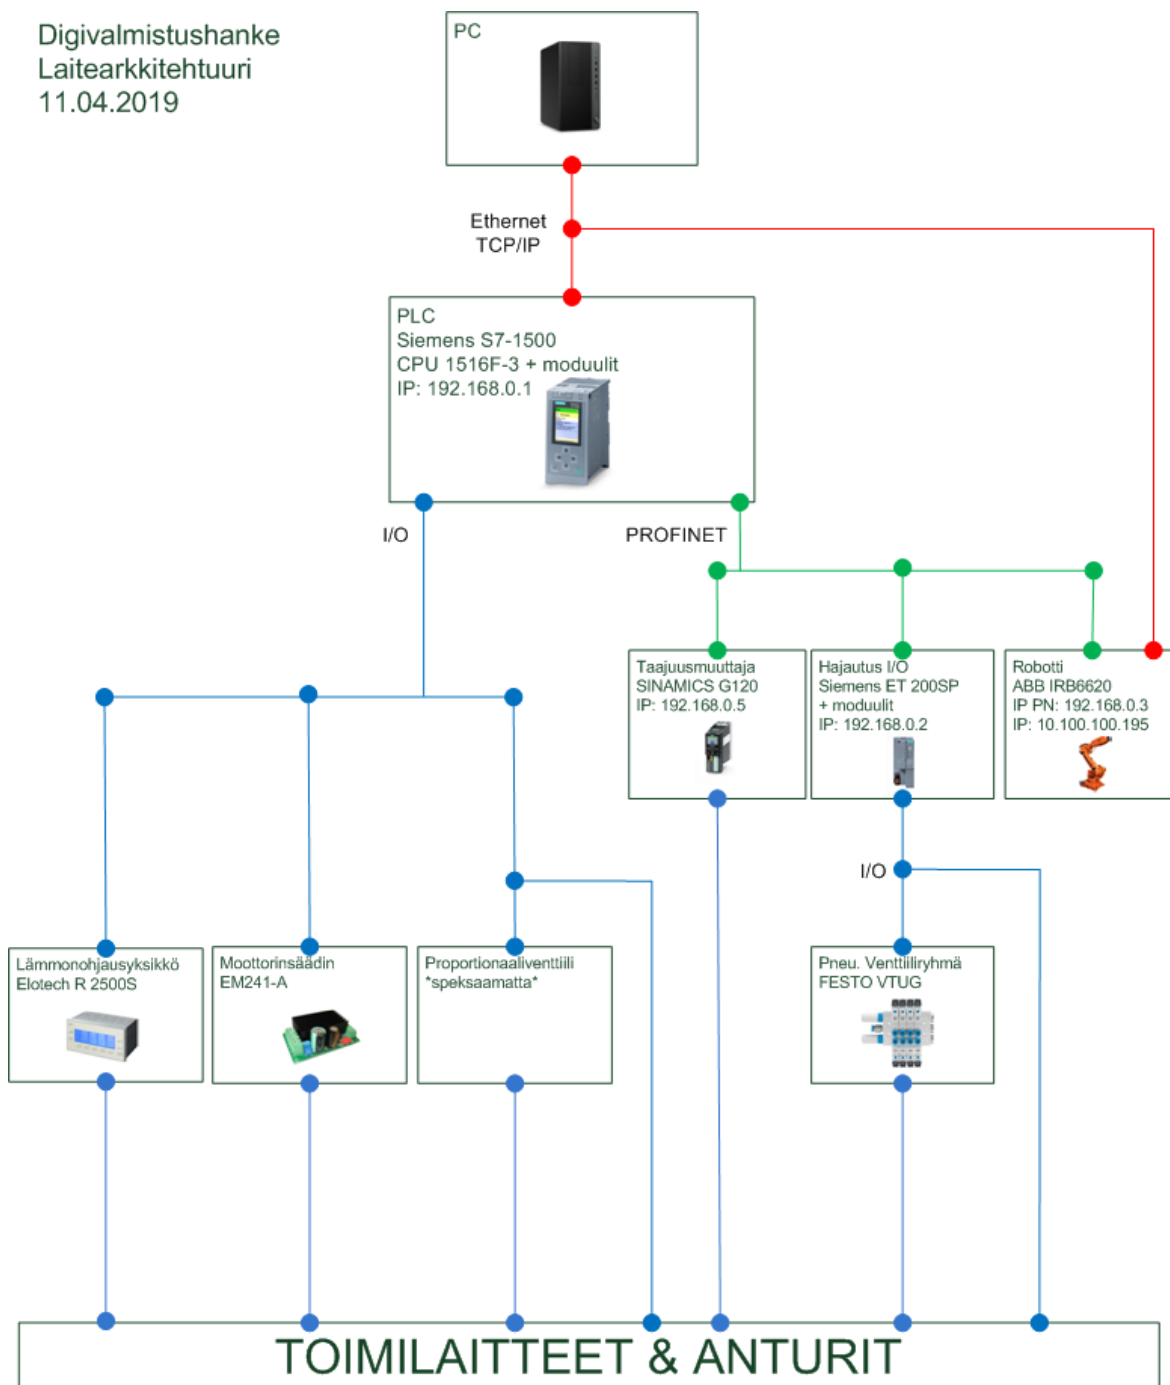 Digivalmistushanke
Laitearkkitehtuuri
11.04.2019
PC
Ethernet
TCP/IP
PLC
Siemens S7-1500
CPU 1516F-3 + moduulit
IP: 192.168.0.1
I/O
PROFINET
Taajuusmuuttaja
SINAMICS G120
IP: 192.168.0.5
Hajautus I/O
Siemens ET 200SP
+ moduulit
IP: 192.168.0.2
Robotti
ABB IRB6620
IP PN: 192.168.0.3
IP: 10.100.100.195
I/O
Lämmonohjausyksikkö
Elotech R 2500S
Moottorinsäädin
EM241-A
Proportionaaliventtiili
*speksaamatta*
Pneu. Venttiiliryhmä
FESTO VTUG
TOIMILAITTEET & ANTURIT